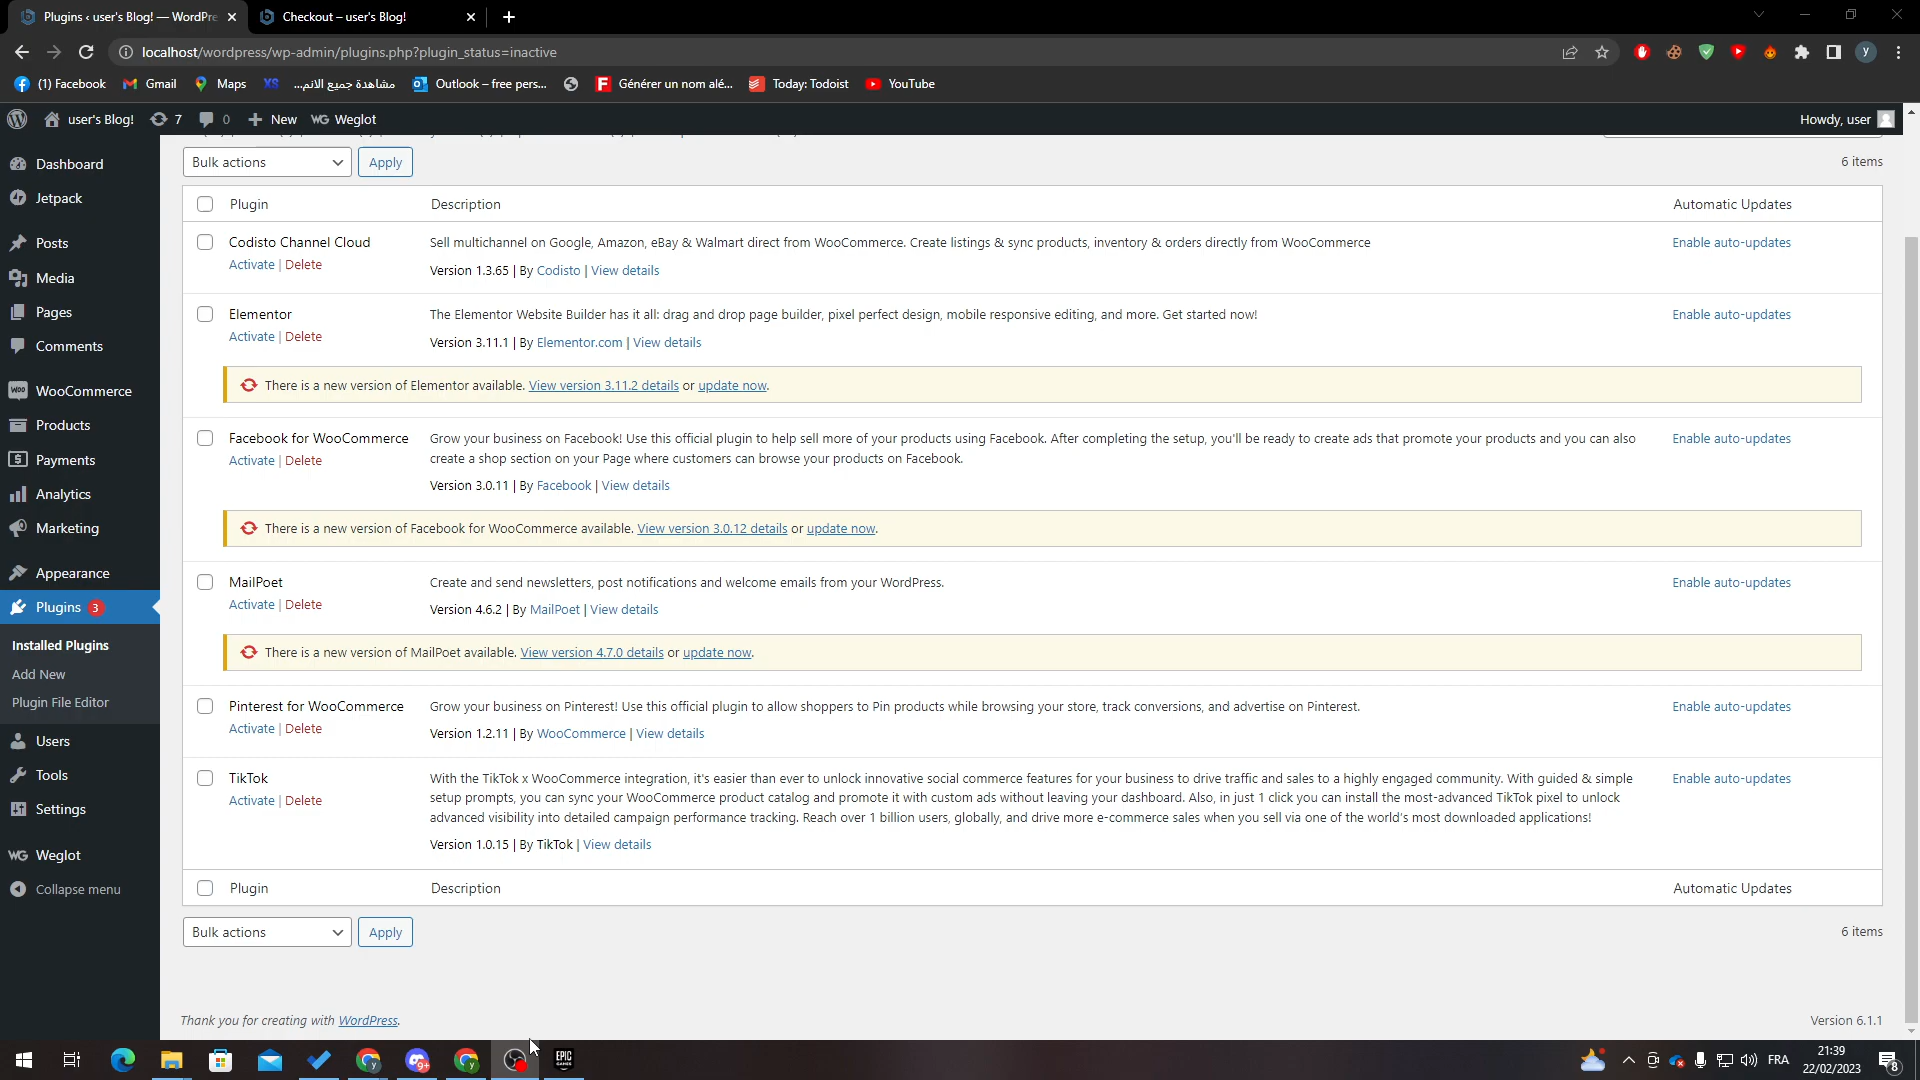 Plugins ‹ user's Blog! — WordPre
Checkout – user's Blog!
localhost/wordpress/wp-admin/plugins.php?plugin_status=inactive
(1) Facebook
Gmail
Maps
XS
مشاهدة جميع الانم...
Outlook – free pers...
Générer un nom alé...
Today: Todoist
YouTube
user's Blog!
7
0
New
WG Weglot
Howdy, user
Dashboard
Jetpack
Posts
Media
Pages
Comments
WooCommerce
Products
Payments
Analytics
Marketing
Appearance
Plugins 3
Installed Plugins
Add New
Plugin File Editor
Users
Tools
Settings
WG Weglot
Collapse menu
Bulk actions
Apply
6 items
Plugin
Description
Automatic Updates
Codisto Channel Cloud
Activate | Delete
Sell multichannel on Google, Amazon, eBay & Walmart direct from WooCommerce. Create listings & sync products, inventory & orders directly from WooCommerce
Version 1.3.65 | By Codisto | View details
Enable auto-updates
Elementor
Activate | Delete
The Elementor Website Builder has it all: drag and drop page builder, pixel perfect design, mobile responsive editing, and more. Get started now!
Version 3.11.1 | By Elementor.com | View details
Enable auto-updates
There is a new version of Elementor available. View version 3.11.2 details or update now.
Facebook for WooCommerce
Activate | Delete
Grow your business on Facebook! Use this official plugin to help sell more of your products using Facebook. After completing the setup, you'll be ready to create ads that promote your products and you can also
create a shop section on your Page where customers can browse your products on Facebook.
Version 3.0.11 | By Facebook | View details
Enable auto-updates
There is a new version of Facebook for WooCommerce available. View version 3.0.12 details or update now.
MailPoet
Activate | Delete
Create and send newsletters, post notifications and welcome emails from your WordPress.
Version 4.6.2 | By MailPoet | View details
Enable auto-updates
There is a new version of MailPoet available. View version 4.7.0 details or update now.
Pinterest for WooCommerce
Activate | Delete
Grow your business on Pinterest! Use this official plugin to allow shoppers to Pin products while browsing your store, track conversions, and advertise on Pinterest.
Version 1.2.11 | By WooCommerce | View details
Enable auto-updates
TikTok
Activate | Delete
With the TikTok x WooCommerce integration, it's easier than ever to unlock innovative social commerce features for your business to drive traffic and sales to a highly engaged community. With guided & simple
setup prompts, you can sync your WooCommerce product catalog and promote it with custom ads without leaving your dashboard. Also, in just 1 click you can install the most-advanced TikTok pixel to unlock
advanced visibility into detailed campaign performance tracking. Reach over 1 billion users, globally, and drive more e-commerce sales when you sell via one of the world's most downloaded applications!
Version 1.0.15 | By TikTok | View details
Enable auto-updates
Plugin
Description
Automatic Updates
Bulk actions
Apply
6 items
Thank you for creating with WordPress.
Version 6.1.1
EPIC
GAMES
FRA
21:39
22/02/2023
8